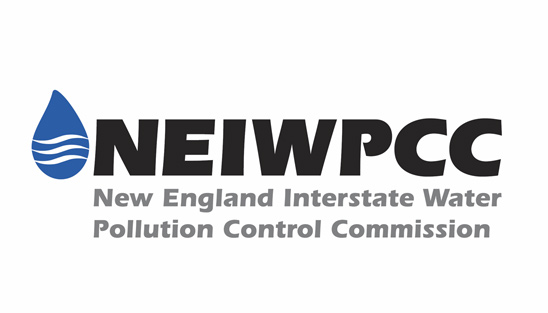 NEIWPCC
New England Interstate Water
Pollution Control Commission